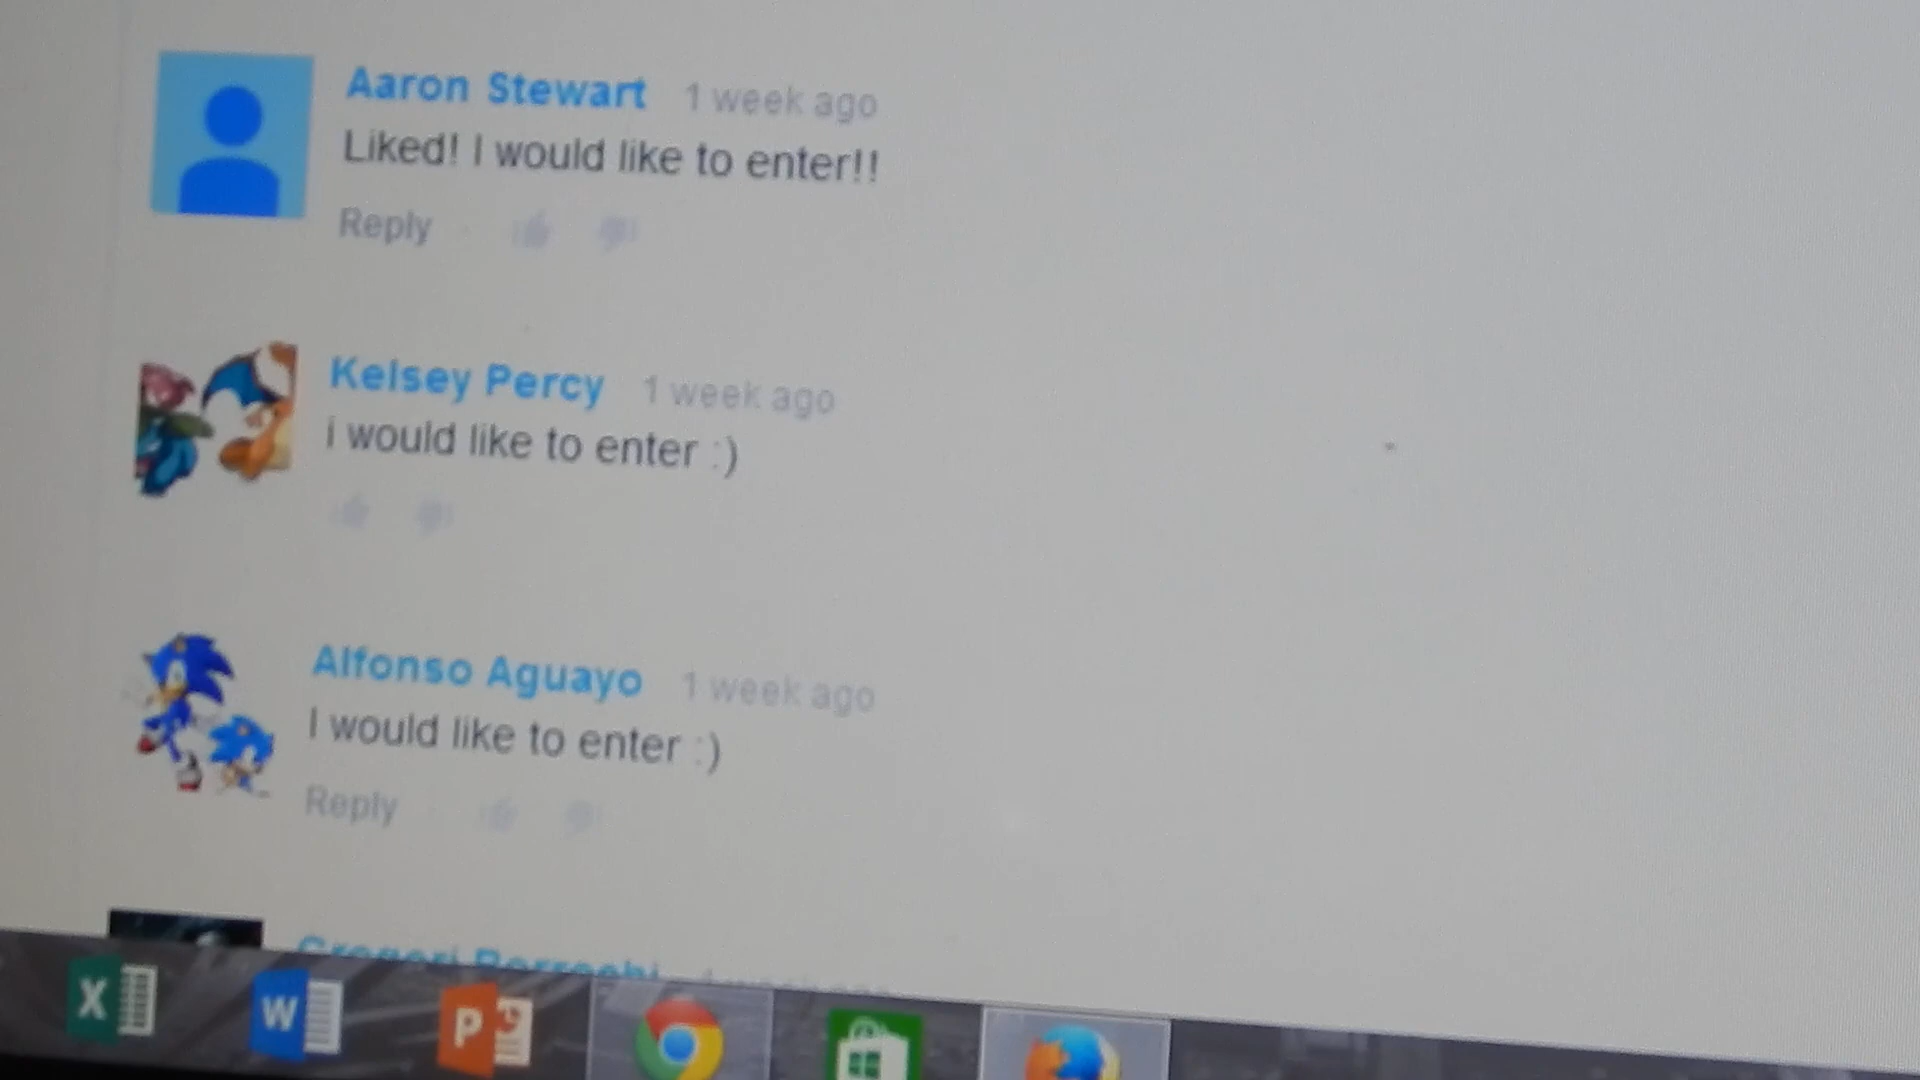 Aaron Stewart 1 week ago
Liked! I would like to enter!!
Reply
Kelsey Percy 1 week ago
i would like to enter :)
Alfonso Aguayo 1 week ago
I would like to enter :)
Reply
X
W
P